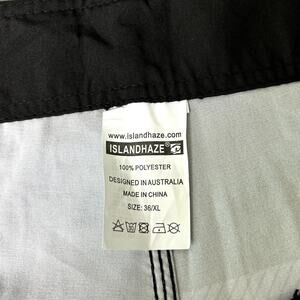 www.islandhaze.com
ISLANDHAZE
100% POLYESTER
DESIGNED IN AUSTRALIA
MADE IN CHINA
SIZE: 36/XL